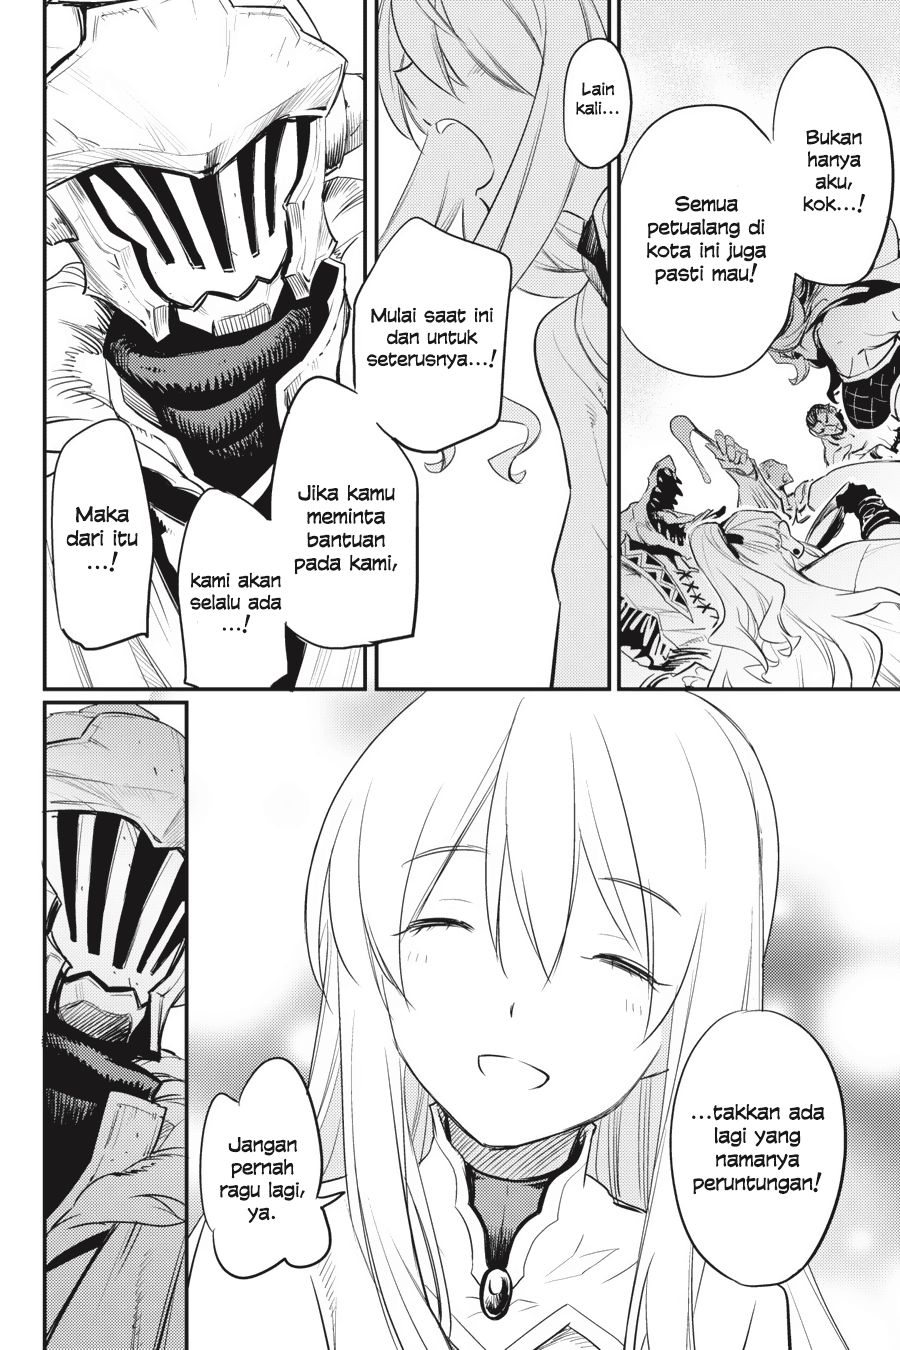 Bukan
hanya
aku,
kok...!
Semua
petualang di
kota ini juga
pasti mau!
Lain
kali...
Mulai saat ini
dan untuk
seterusnya...!
Jika kamu
meminta
bantuan
pada kami,
kami akan
selalu ada
...!
Maka
dari itu
...!
...takkan ada
lagi yang
namanya
peruntungan!
Jangan
pernah
ragu lagi,
ya.